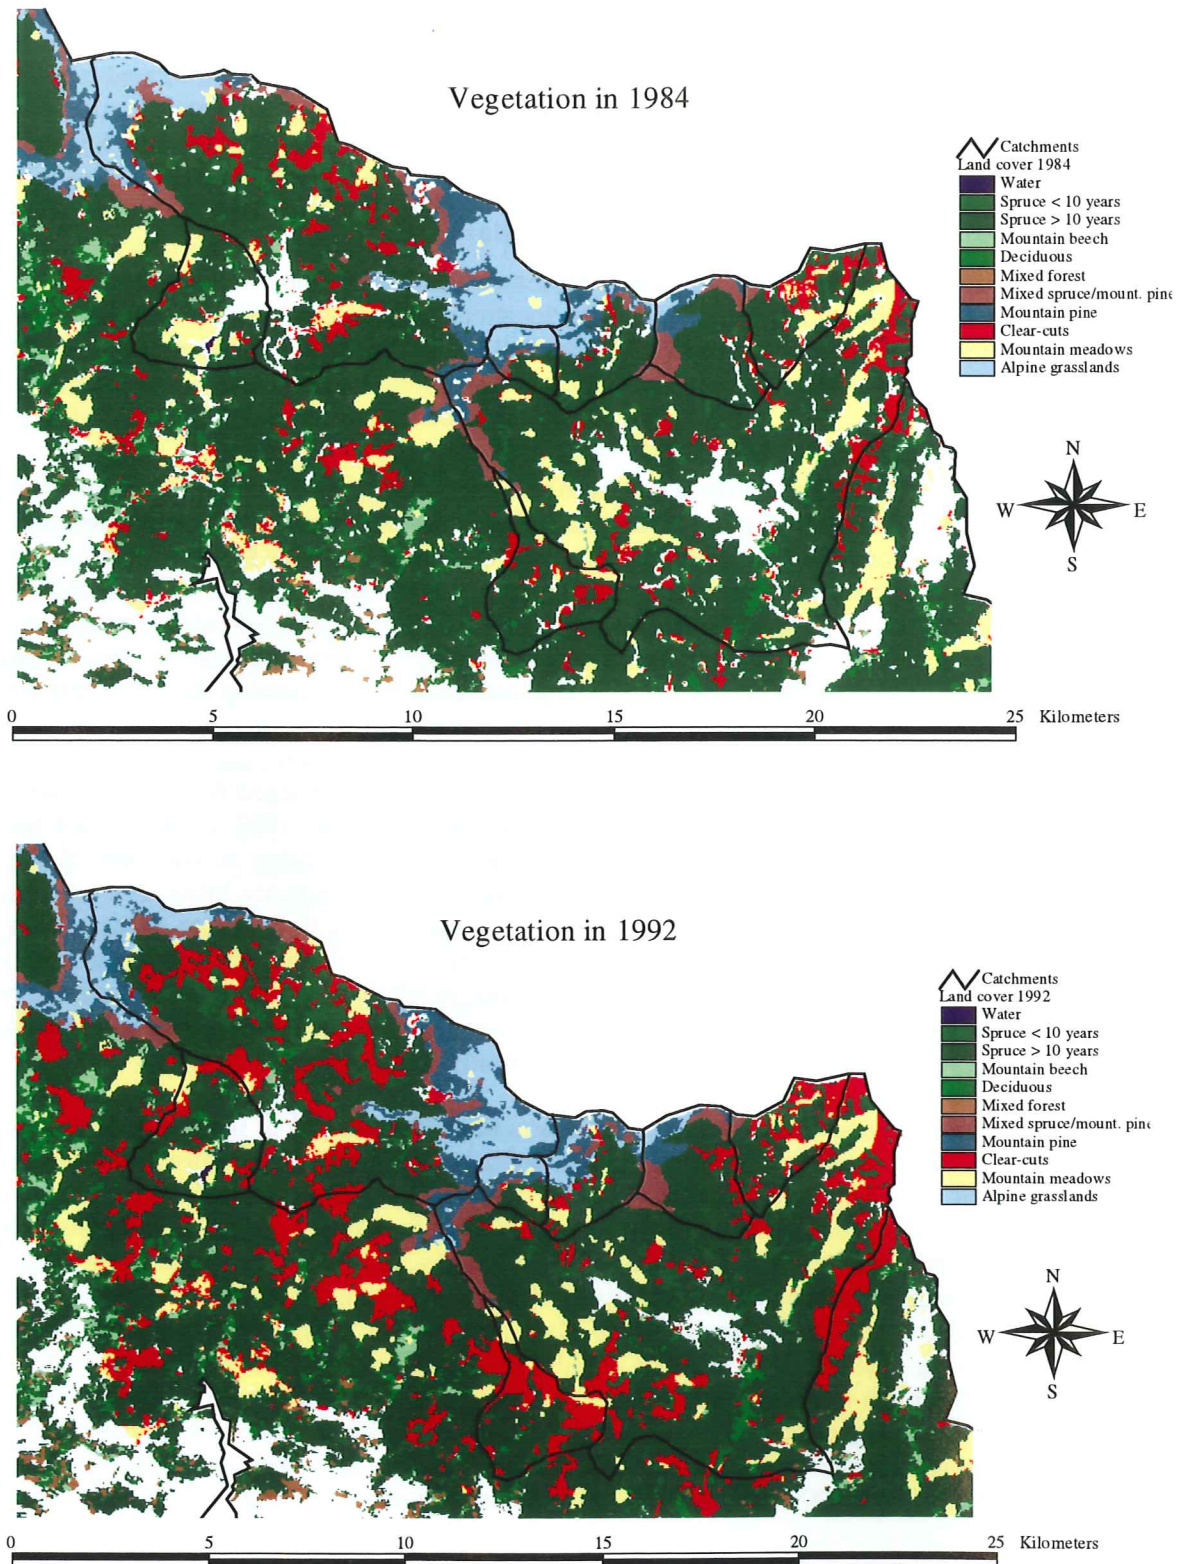 Vegetation in 1984
Catchments
Land cover 1984
Water
Spruce < 10 years
Spruce > 10 years
Mountain beech
Deciduous
Mixed forest
Mixed spruce/mount. pine
Mountain pine
Clear-cuts
Mountain meadows
Alpine grasslands
N
W E
S
0 5 10 15 20 25 Kilometers
Vegetation in 1992
Catchments
Land cover 1992
Water
Spruce < 10 years
Spruce > 10 years
Mountain beech
Deciduous
Mixed forest
Mixed spruce/mount. pine
Mountain pine
Clear-cuts
Mountain meadows
Alpine grasslands
N
W E
S
0 5 10 15 20 25 Kilometers